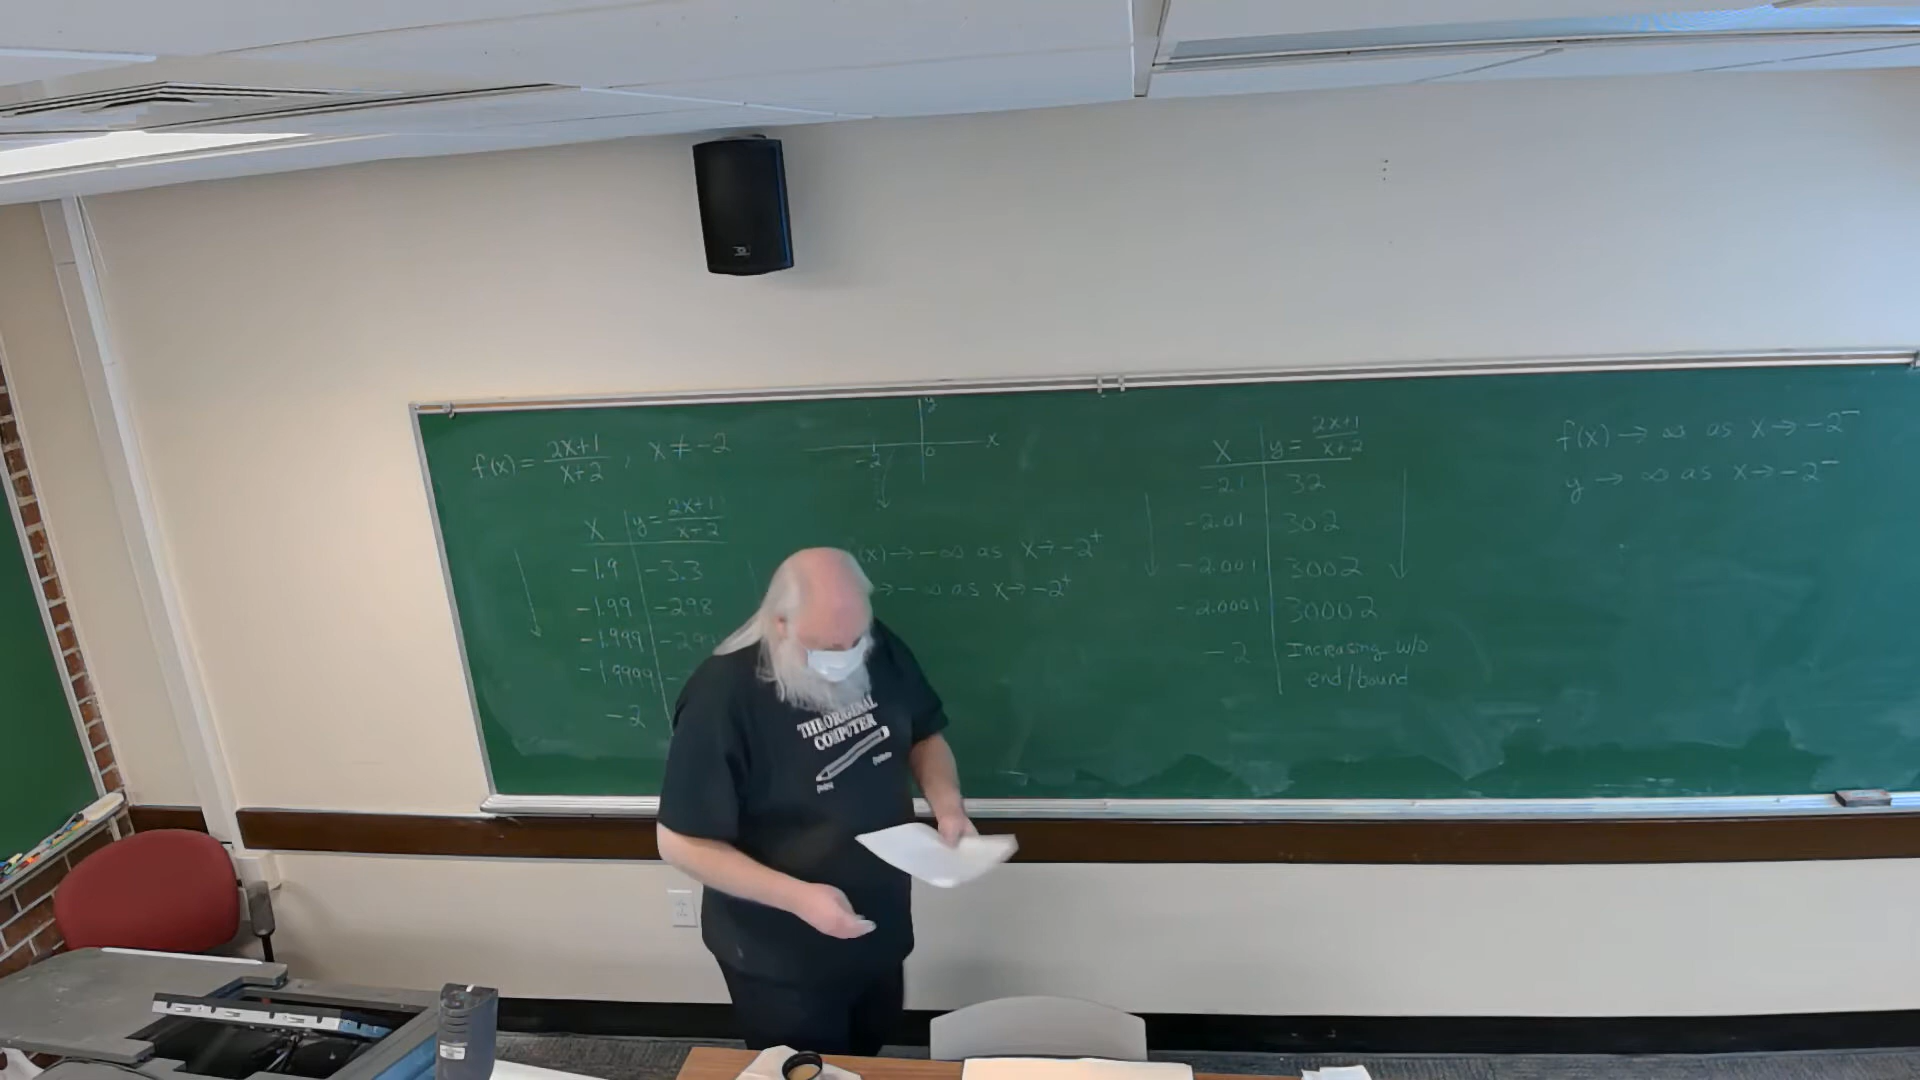 f(x) = 2x+1/x+2 , x ≠ -2
x y = 2x+1/x+2
-1.9 -3.3
-1.99 -298
-1.999
-1.9999
-2
y
x
-2 0
(x) → -∞ as x → -2⁺
→ -∞ as x → -2⁺
x y = 2x+1/x+2
-2.1 32
-2.01 302
-2.001 3002
-2.0001 30002
-2 Increasing w/o
end/bound
f(x) → ∞ as x → -2⁻
y → ∞ as x → -2⁻
THE ORIGINAL
COMPUTER